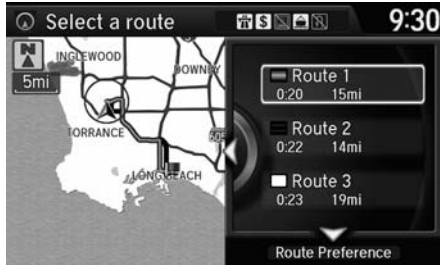 Select a route
$
9:30
N
5mi
INGLEWOOD
DOWNEY
TORRANCE
605
LONG BEACH
Route 1
0:20 15mi
Route 2
0:22 14mi
Route 3
0:23 19mi
Route Preference